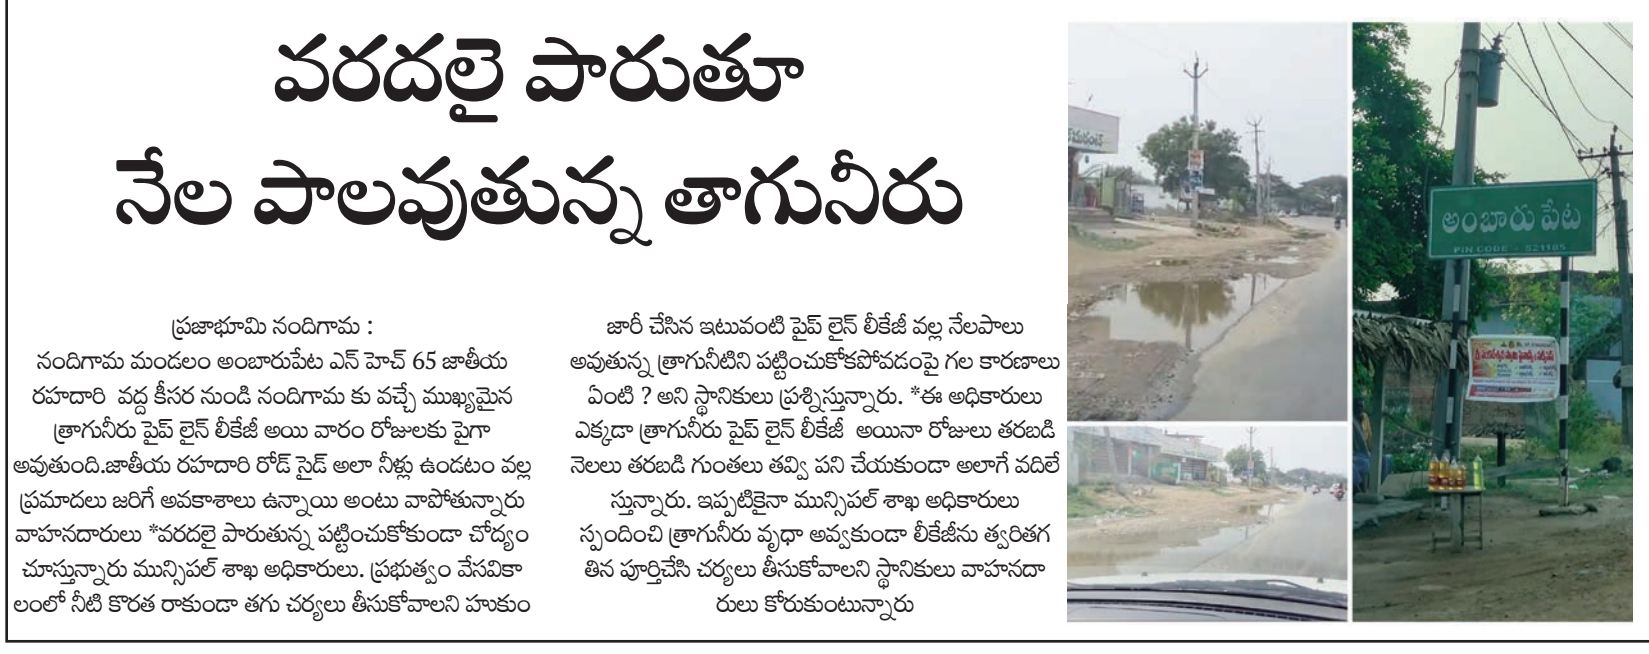 వరదలై పారుతూ
నేల పాలవుతున్న తాగునీరు
ప్రజాభూమి నందిగామ :
నందిగామ మండలం అంబారుపేట ఎన్ హెచ్ 65 జాతీయ
రహదారి వద్ద కీసర నుండి నందిగామ కు వచ్చే ముఖ్యమైన
త్రాగునీరు పైప్ లైన్ లీకేజీ అయి వారం రోజులకు పైగా
అవుతుంది.జాతీయ రహదారి రోడ్ సైడ్ అలా నీళ్లు ఉండటం వల్ల
ప్రమాదలు జరిగే అవకాశాలు ఉన్నాయి అంటు వాపోతున్నారు
వాహనదారులు *వరదలై పారుతున్న పట్టించుకోకుండా చోద్యం
చూస్తున్నారు మున్సిపల్ శాఖ అధికారులు. ప్రభుత్వం వేసవికా
లంలో నీటి కొరత రాకుండా తగు చర్యలు తీసుకోవాలని హుకుం
జారీ చేసిన ఇటువంటి పైప్ లైన్ లీకేజీ వల్ల నేలపాలు
అవుతున్న త్రాగునీటిని పట్టించుకోకపోవడంపై గల కారణాలు
ఏంటి ? అని స్థానికులు ప్రశ్నిస్తున్నారు. *ఈ అధికారులు
ఎక్కడా త్రాగునీరు పైప్ లైన్ లీకేజీ అయినా రోజులు తరబడి
నెలలు తరబడి గుంతలు తవ్వి పని చేయకుండా అలాగే వదిలే
స్తున్నారు. ఇప్పటికైనా మున్సిపల్ శాఖ అధికారులు
స్పందించి త్రాగునీరు వృధా అవ్వకుండా లీకేజీను త్వరితగ
తిన పూర్తిచేసి చర్యలు తీసుకోవాలని స్థానికులు వాహనదా
రులు కోరుకుంటున్నారు
అంబారుపేట
PIN CODE - 521185